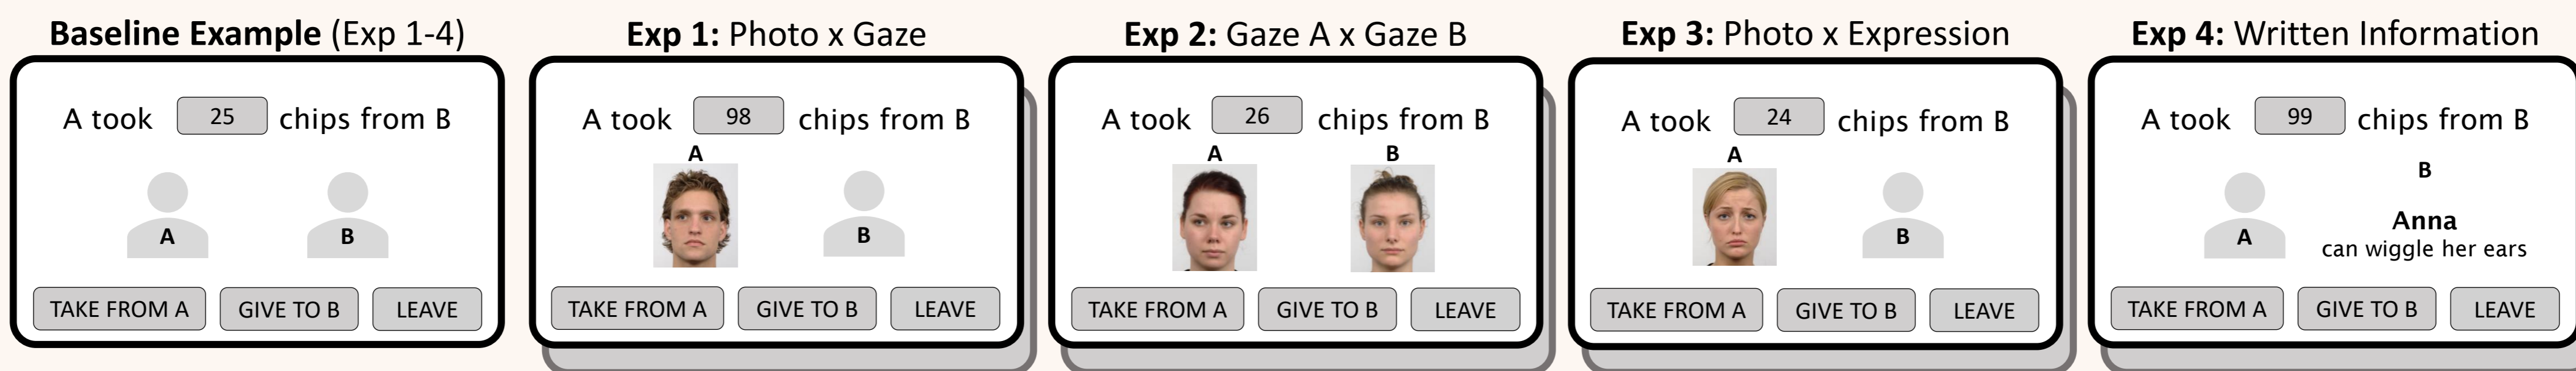 Baseline Example (Exp 1-4)
A took 25 chips from B
A
B
TAKE FROM A GIVE TO B LEAVE
Exp 1: Photo x Gaze
A took 98 chips from B
A
B
TAKE FROM A GIVE TO B LEAVE
Exp 2: Gaze A x Gaze B
A took 26 chips from B
A B
TAKE FROM A GIVE TO B LEAVE
Exp 3: Photo x Expression
A took 24 chips from B
A
B
TAKE FROM A GIVE TO B LEAVE
Exp 4: Written Information
A took 99 chips from B
B
Anna
A
can wiggle her ears
TAKE FROM A GIVE TO B LEAVE